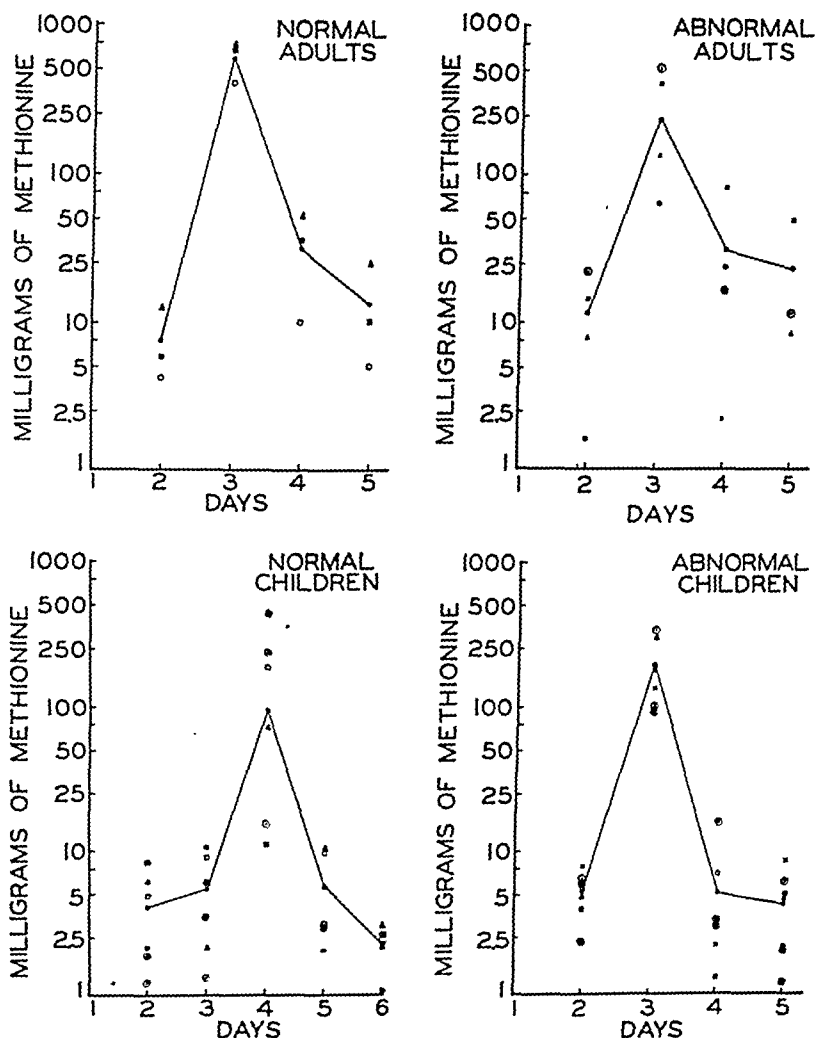 NORMAL
ADULTS
MILLIGRAMS OF METHIONINE
1000
500
250
100
50
25
10
5
2.5
1
1 2 3 4 5
DAYS
ABNORMAL
ADULTS
MILLIGRAMS OF METHIONINE
1000
500
250
100
50
25
10
5
2.5
1
1 2 3 4 5
DAYS
NORMAL
CHILDREN
MILLIGRAMS OF METHIONINE
1000
500
250
100
50
25
10
5
2.5
1
1 2 3 4 5 6
DAYS
ABNORMAL
CHILDREN
MILLIGRAMS OF METHIONINE
1000
500
250
100
50
25
10
5
2.5
1
1 2 3 4 5
DAYS